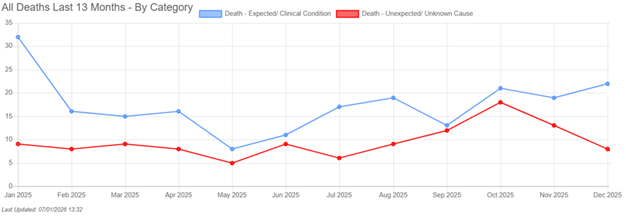 All Deaths Last 13 Months - By Category
Death - Expected/ Clinical Condition
Death - Unexpected/ Unknown Cause
35
30
25
20
15
10
5
0
Jan 2025 Feb 2025 Mar 2025 Apr 2025 May 2025 Jun 2025 Jul 2025 Aug 2025 Sep 2025 Oct 2025 Nov 2025 Dec 2025
Last Updated: 07/01/2026 13:32